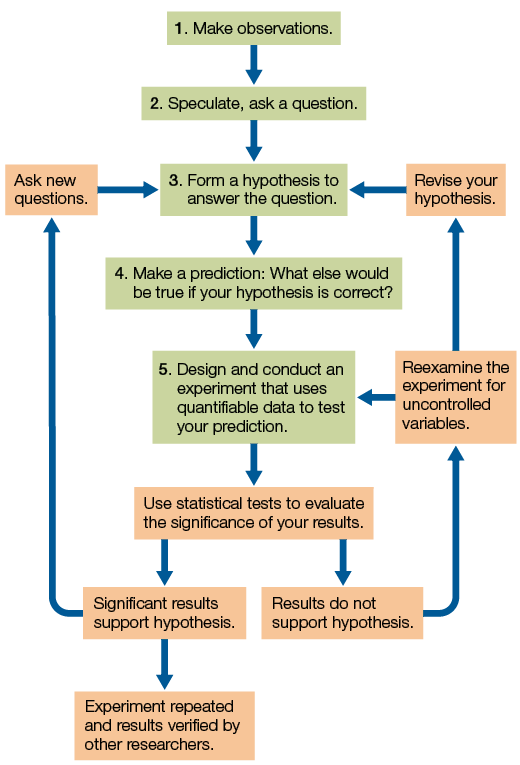 1. Make observations.
2. Speculate, ask a question.
Ask new
questions.
3. Form a hypothesis to
answer the question.
Revise your
hypothesis.
4. Make a prediction: What else would
be true if your hypothesis is correct?
5. Design and conduct an
experiment that uses
quantifiable data to test
your prediction.
Reexamine the
experiment for
uncontrolled
variables.
Use statistical tests to evaluate
the significance of your results.
Significant results
support hypothesis.
Results do not
support hypothesis.
Experiment repeated
and results verified by
other researchers.